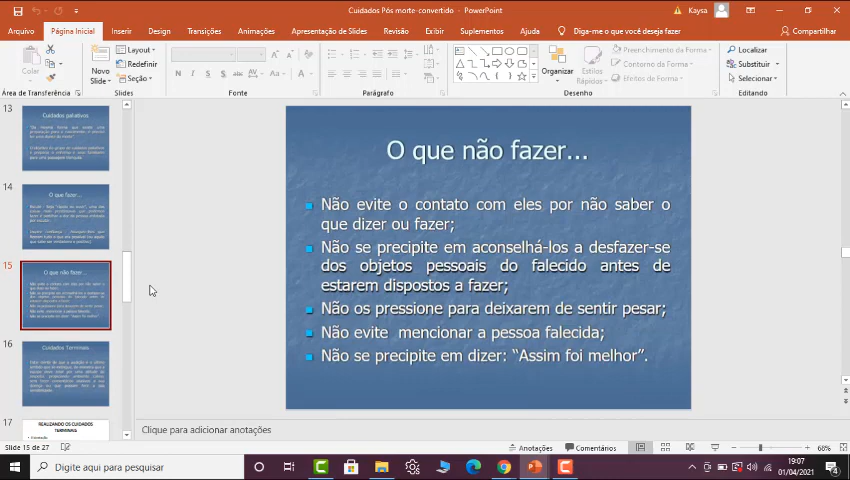 Cuidados Pós morte-convertido - PowerPoint
Kaysa
Arquivo Página Inicial Inserir Design Transições Animações Apresentação de Slides Revisão Exibir Suplementos Diga-me o que você deseja fazer Compartilhar
Colar
Novo Slide
Layout
Redefinir
Seção
N I S S abc AV Aa A
Organizar
Estilos Rápidos
Preenchimento da Forma
Contorno da Forma
Efeitos de Forma
Localizar
Substituir
Selecionar
Área de Transferência Slides Fonte Parágrafo Desenho Editando
13
Cuidados paliativos
14
O que fazer...
15
O que não fazer...
16
Cuidados Terminais
17
REALIZANDO OS CUIDADOS
TERMINAIS
O que não fazer...
Não evite o contato com eles por não saber o
que dizer ou fazer;
Não se precipite em aconselhá-los a desfazer-se
dos objetos pessoais do falecido antes de
estarem dispostos a fazer;
Não os pressione para deixarem de sentir pesar;
Não evite mencionar a pessoa falecida;
Não se precipite em dizer: “Assim foi melhor”.
Clique para adicionar anotações
Slide 15 de 27
Anotações Comentários 68%
Digite aqui para pesquisar
19:07
01/04/2021
4